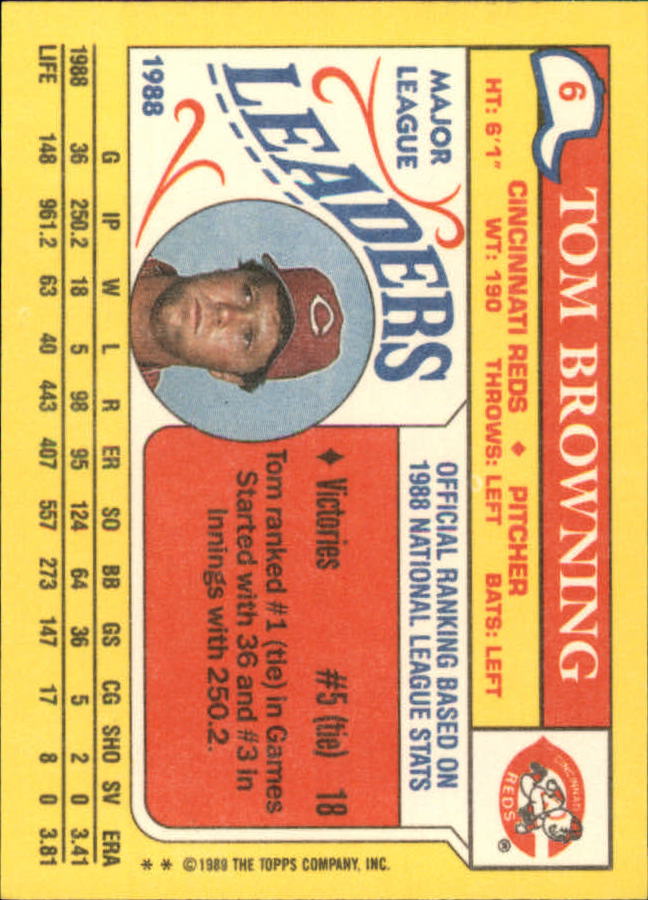 6
TOM BROWNING
CINCINNATI REDS ♦ PITCHER
HT: 6'1" WT: 190 THROWS: LEFT BATS: LEFT
CINCINNATI
REDS
®
MAJOR
LEAGUE
LEADERS
1988
C
OFFICIAL RANKING BASED ON
1988 NATIONAL LEAGUE STATS
♦ Victories #5 (tie) 18
Tom ranked #1 (tie) in Games
Started with 36 and #3 in
Innings with 250.2.
* * ©1989 THE TOPPS COMPANY, INC.
G IP W L R ER SO BB GS CG SHO SV ERA
1988 36 250.2 18 5 98 95 124 64 36 5 2 0 3.41
LIFE 148 961.2 63 40 443 407 557 273 147 17 8 0 3.81